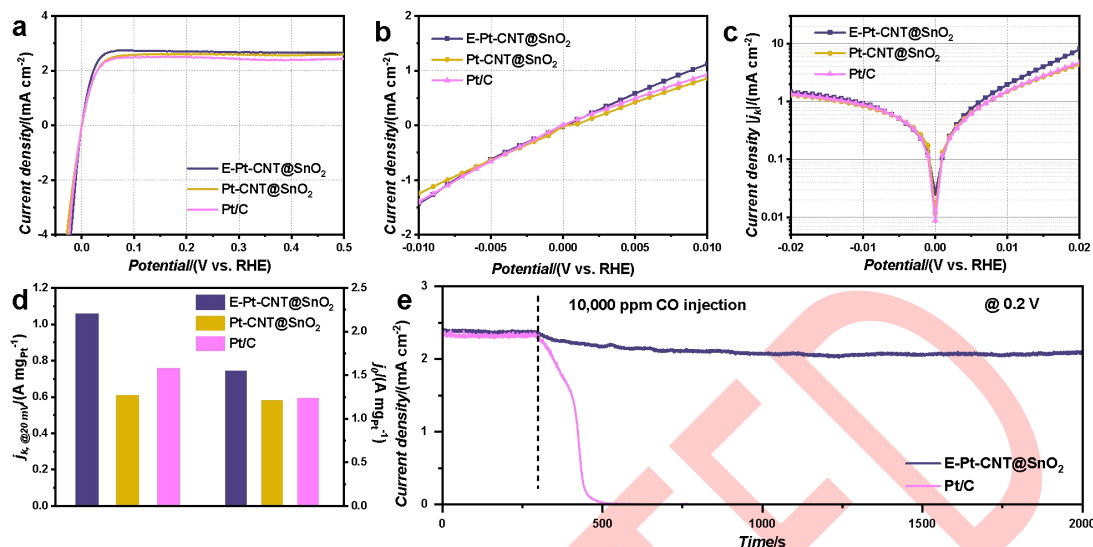 a
Current density/(mA cm-2)
4
2
0
2
4
0.0
0.1
0.2
0.3
0.4
0.5
E-Pt-CNT@SnO2
Pt-CNT@SnO2
Pt/C
Potential/(V vs. RHE)
b
Current density/(mA cm-2)
2
1
0
-1
-2
-0.010
-0.005
0.000
0.005
0.010
E-Pt-CNT@SnO2
Pt-CNT@SnO2
Pt/C
Potential/(V vs. RHE)
c
Current density |jk|/(mA cm-2)
10
1
0.1
0.01
-0.02
-0.01
0.00
0.01
0.02
E-Pt-CNT@SnO2
Pt-CNT@SnO2
Pt/C
Potential/(V vs. RHE)
d
jk, @20 mV/(A mgPt-1)
1.2
1.0
0.8
0.6
0.4
0.2
0.0
E-Pt-CNT@SnO2
Pt-CNT@SnO2
Pt/C
2.5
2.0
1.5
1.0
0.5
0.0
j0/(A mgPt-1)
e
Current density/(mA cm-2)
3
2
1
0
10,000 ppm CO injection
@ 0.2 V
E-Pt-CNT@SnO2
Pt/C
0
500
1000
1500
2000
Time/s